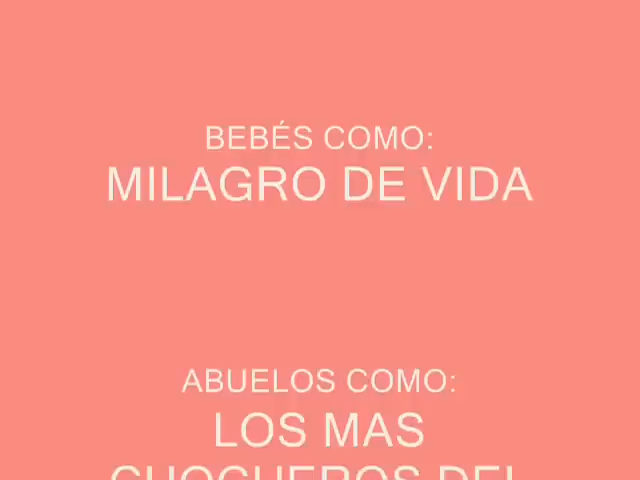 BEBÉS COMO:
MILAGRO DE VIDA
ABUELOS COMO:
LOS MAS